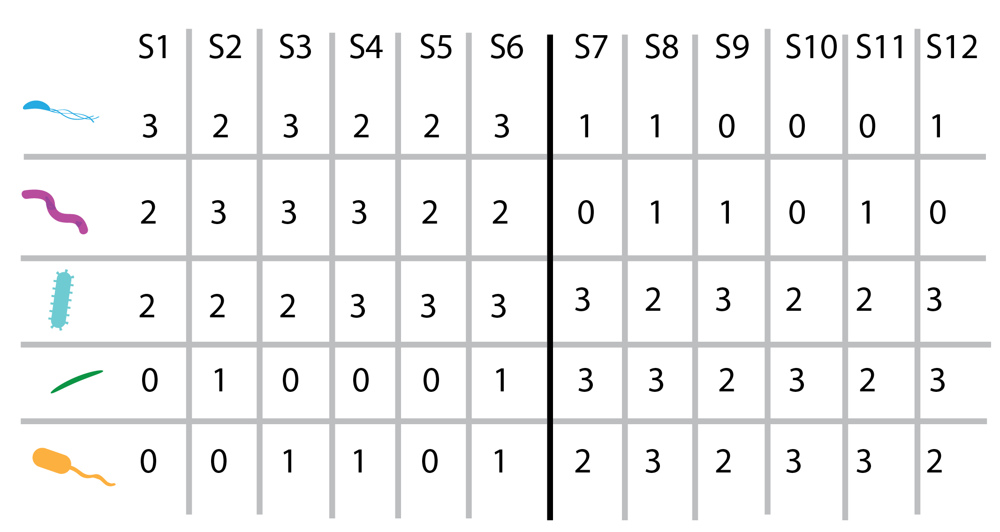 S1 S2 S3 S4 S5 S6 S7 S8 S9 S10 S11 S12
3 2 3 2 2 3 1 1 0 0 0 1
2 3 3 3 2 2 0 1 1 0 1 0
2 2 2 3 3 3 3 2 3 2 2 3
0 1 0 0 0 1 3 3 2 3 2 3
0 0 1 1 0 1 2 3 2 3 3 2